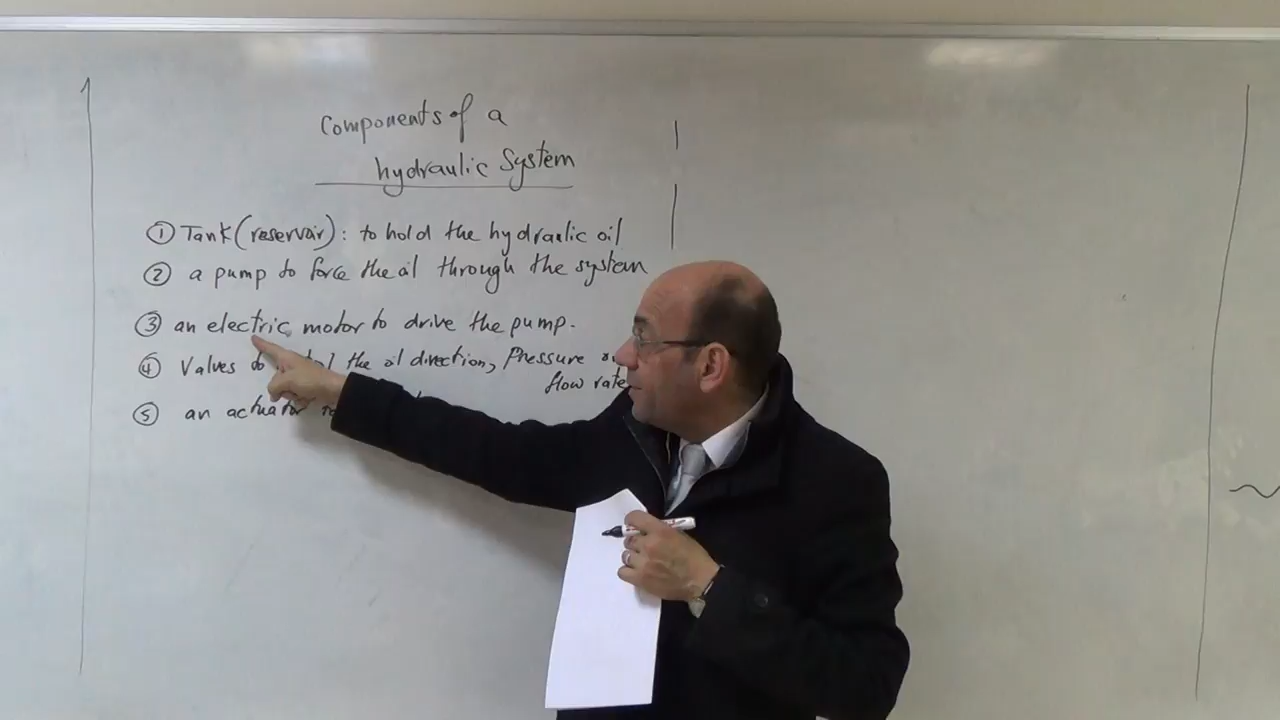 Components of a
hydraulic System
① Tank (reservoir): to hold the hydraulic oil
② a pump to force the oil through the system
③ an electric motor to drive the pump.
④ Valves to the oil direction, Pressure
flow rate
⑤ an actuator